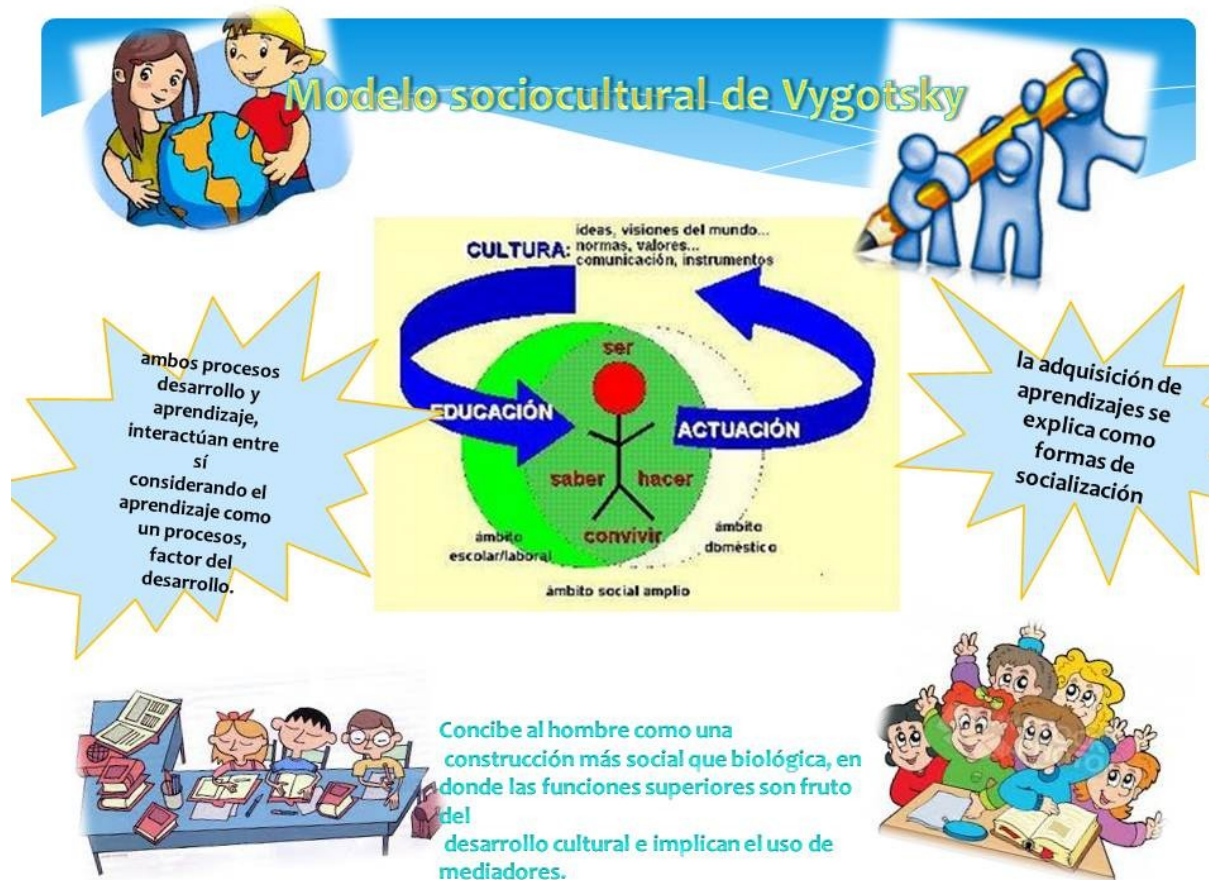 Modelo sociocultural de Vygotsky
CULTURA:
ideas, visiones del mundo...
normas, valores...
comunicación, instrumentos
ser
EDUCACIÓN
ACTUACIÓN
saber hacer
convivir
ámbito
escolar/laboral
ámbito
doméstico
ámbito social amplio
ambos procesos
desarrollo y
aprendizaje,
interactúan entre
sí
considerando el
aprendizaje como
un procesos,
factor del
desarrollo.
la adquisición de
aprendizajes se
explica como
formas de
socialización
Concibe al hombre como una
construcción más social que biológica, en
donde las funciones superiores son fruto
del
desarrollo cultural e implican el uso de
mediadores.